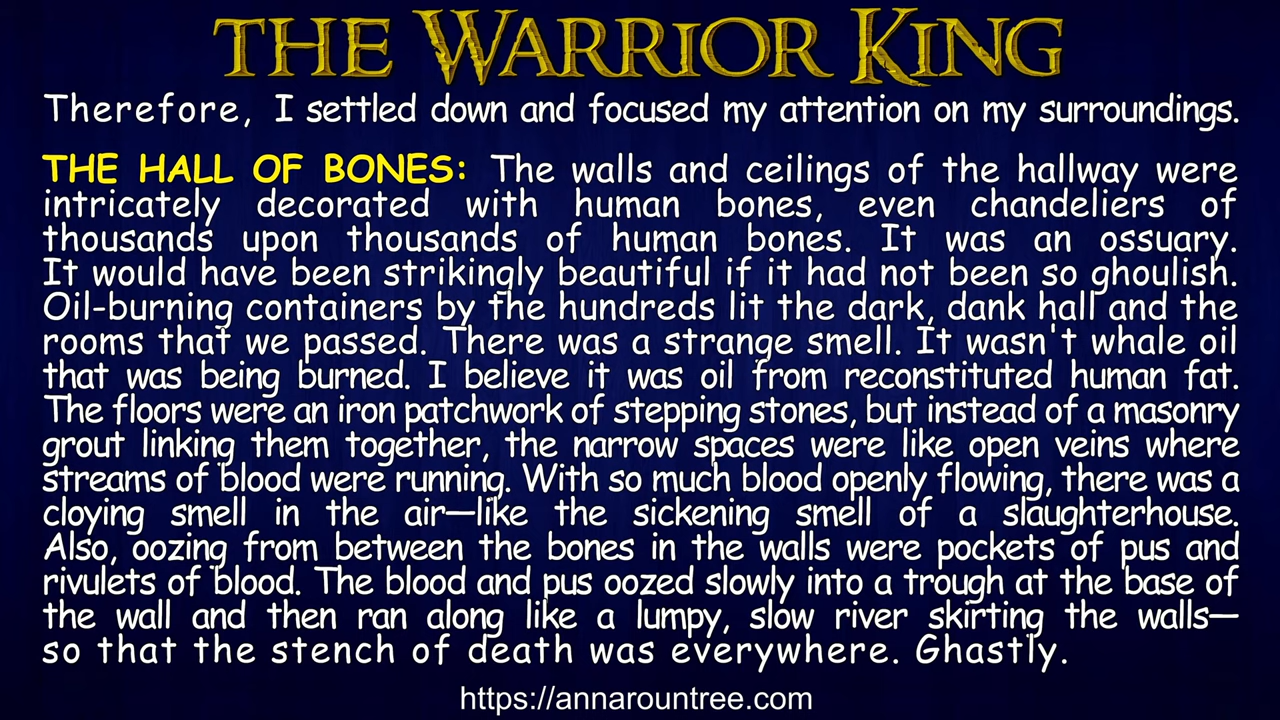 THE WARRIOR KING
Therefore, I settled down and focused my attention on my surroundings.
THE HALL OF BONES: The walls and ceilings of the hallway were
intricately decorated with human bones, even chandeliers of
thousands upon thousands of human bones. It was an ossuary.
It would have been strikingly beautiful if it had not been so ghoulish.
Oil-burning containers by the hundreds lit the dark, dank hall and the
rooms that we passed. There was a strange smell. It wasn't whale oil
that was being burned. I believe it was oil from reconstituted human fat.
The floors were an iron patchwork of stepping stones, but instead of a masonry
grout linking them together, the narrow spaces were like open veins where
streams of blood were running. With so much blood openly flowing, there was a
cloying smell in the air—like the sickening smell of a slaughterhouse.
Also, oozing from between the bones in the walls were pockets of pus and
rivulets of blood. The blood and pus oozed slowly into a trough at the base of
the wall and then ran along like a lumpy, slow river skirting the walls—
so that the stench of death was everywhere. Ghastly.
https://annarountree.com